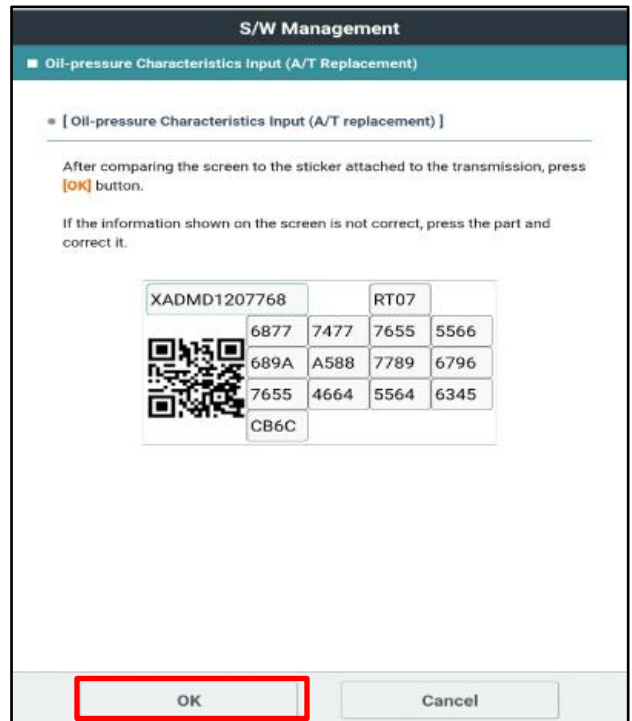 S/W Management
Oil-pressure Characteristics Input (A/T Replacement)
[ Oil-pressure Characteristics Input (A/T replacement) ]
After comparing the screen to the sticker attached to the transmission, press
[OK] button.
If the information shown on the screen is not correct, press the part and
correct it.
XADMD1207768 RT07
6877 7477 7655 5566
689A A588 7789 6796
7655 4664 5564 6345
CB6C
OK Cancel